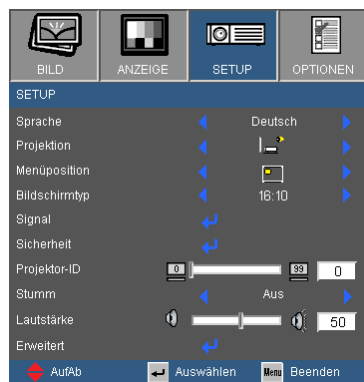 BILD ANZEIGE SETUP OPTIONEN
SETUP
Sprache Deutsch
Projektion
Menüposition
Bildschirmtyp 16:10
Signal
Sicherheit
Projektor-ID 0 99 0
Stumm Aus
Lautstärke 50
Erweitert
AufAb Auswählen Menu Beenden